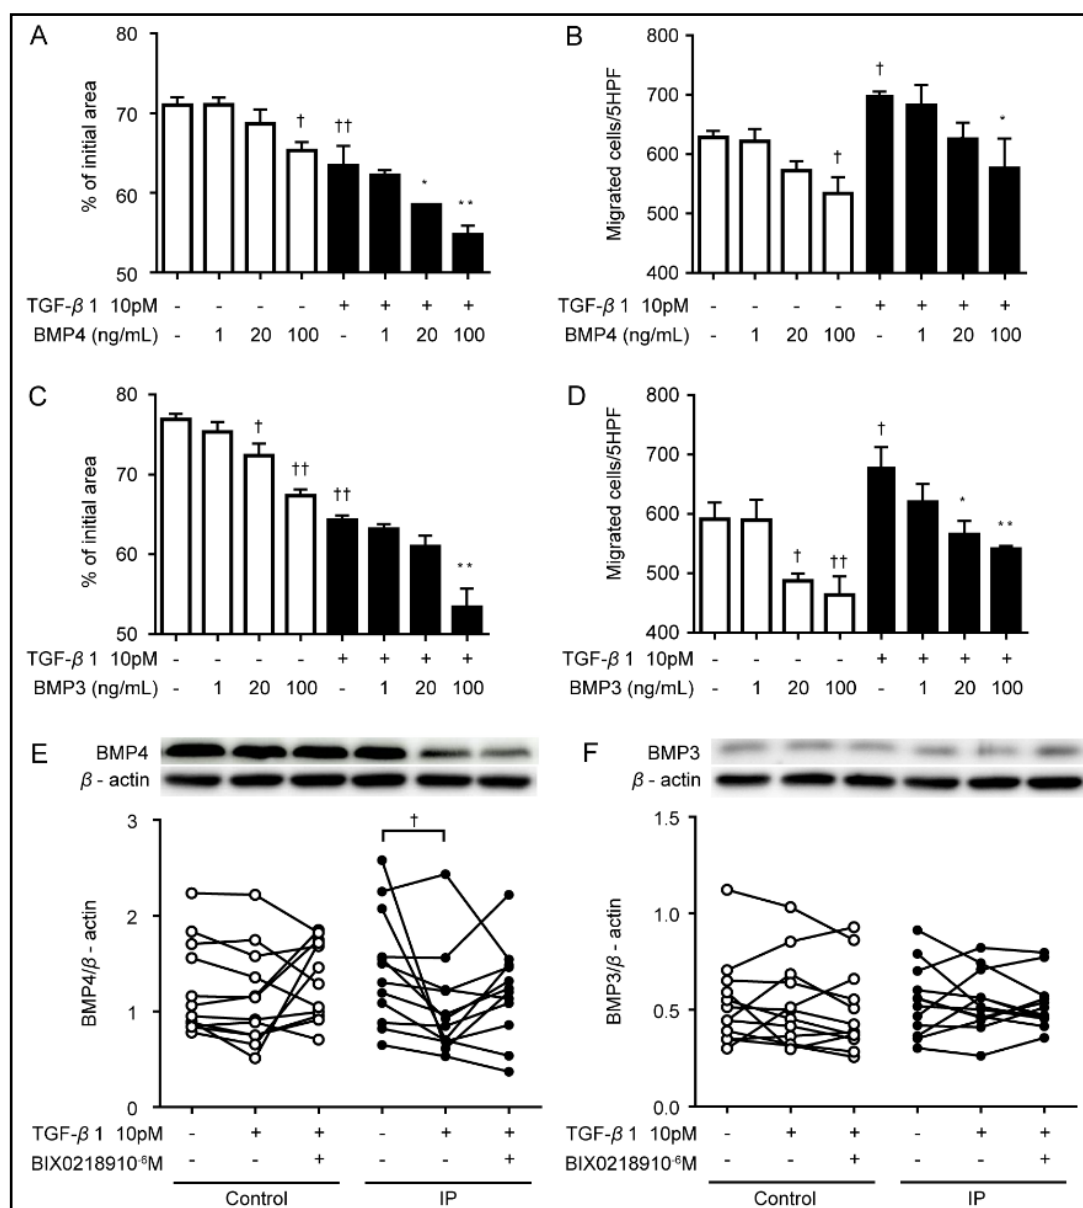 A
B
80
70
60
50
% of initial area
†
††
*
**
800
700
600
500
400
Migrated cells/5HPF
†
†
*
TGF-β 1 10pM - - - - + + + +
BMP4 (ng/mL) - 1 20 100 - 1 20 100
TGF-β 1 10pM - - - - + + + +
BMP4 (ng/mL) - 1 20 100 - 1 20 100
C
D
80
70
60
50
% of initial area
†
††
††
**
800
700
600
500
400
Migrated cells/5HPF
†
††
†
*
**
TGF-β 1 10pM - - - - + + + +
BMP3 (ng/mL) - 1 20 100 - 1 20 100
TGF-β 1 10pM - - - - + + + +
BMP3 (ng/mL) - 1 20 100 - 1 20 100
E
BMP4
β - actin
3
2
1
0
BMP4/β - actin
†
TGF-β 1 10pM - + + - + +
BIX0218910⁻⁶M - - + - - +
Control IP
F
BMP3
β - actin
1.5
1.0
0.5
0.0
BMP3/β - actin
TGF-β 1 10pM - + + - + +
BIX0218910⁻⁶M - - + - - +
Control IP